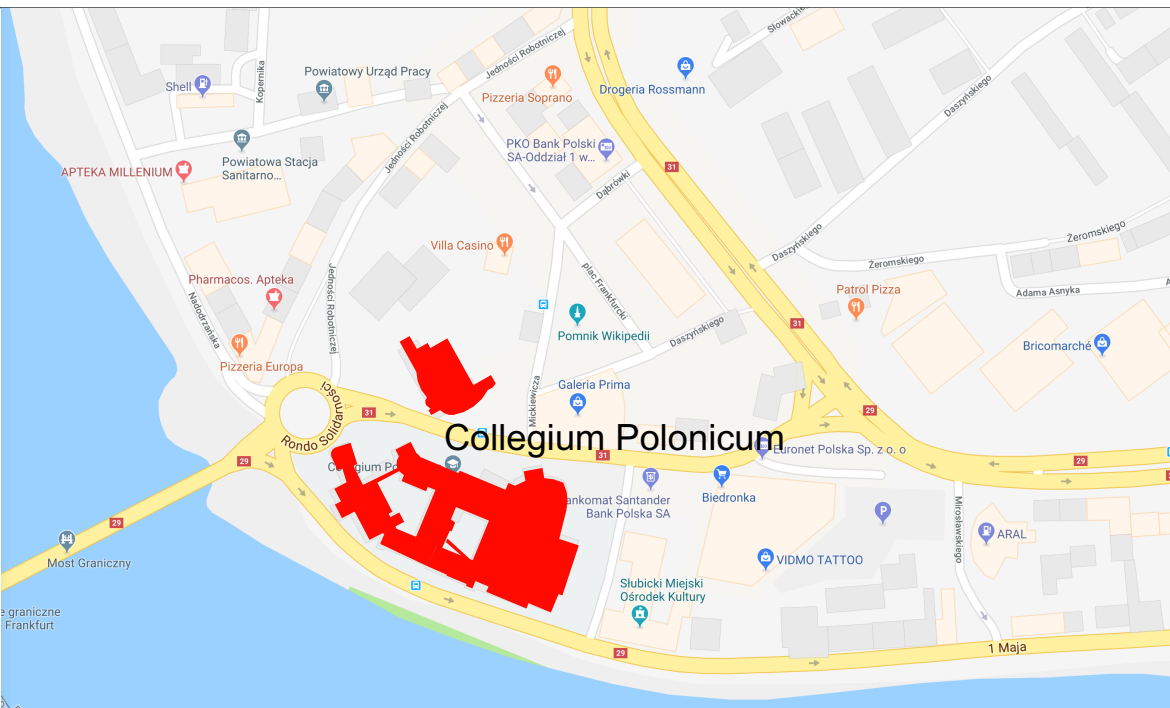 Słowackiego
Jedności Robotniczej
Shell
Kopernika
Powiatowy Urząd Pracy
Pizzeria Soprano
Drogeria Rossmann
Daszyńskiego
Jedności Robotniczej
PKO Bank Polski
SA-Oddział 1 w...
Powiatowa Stacja
Sanitarno...
APTEKA MILLENIUM
31
Dąbrówki
Villa Casino
Daszyńskiego
Żeromskiego
Żeromskiego
Pharmacos. Apteka
Nadodrzańska
Jedności Robotniczej
plac Frankfurcki
Patrol Pizza
Adama Asnyka
Pomnik Wikipedii
Daszyńskiego
31
Bricomarché
Pizzeria Europa
Galeria Prima
Mickiewicza
Rondo Solidarności
31
29
Collegium Polonicum
31
Euronet Polska Sp. z o. o
29
29
Biedronka
ankomat Santander
Bank Polska SA
P
Mirosławskiego
ARAL
29
Most Graniczny
VIDMO TATTOO
Słubicki Miejski
Ośrodek Kultury
e graniczne
Frankfurt
29
1 Maja